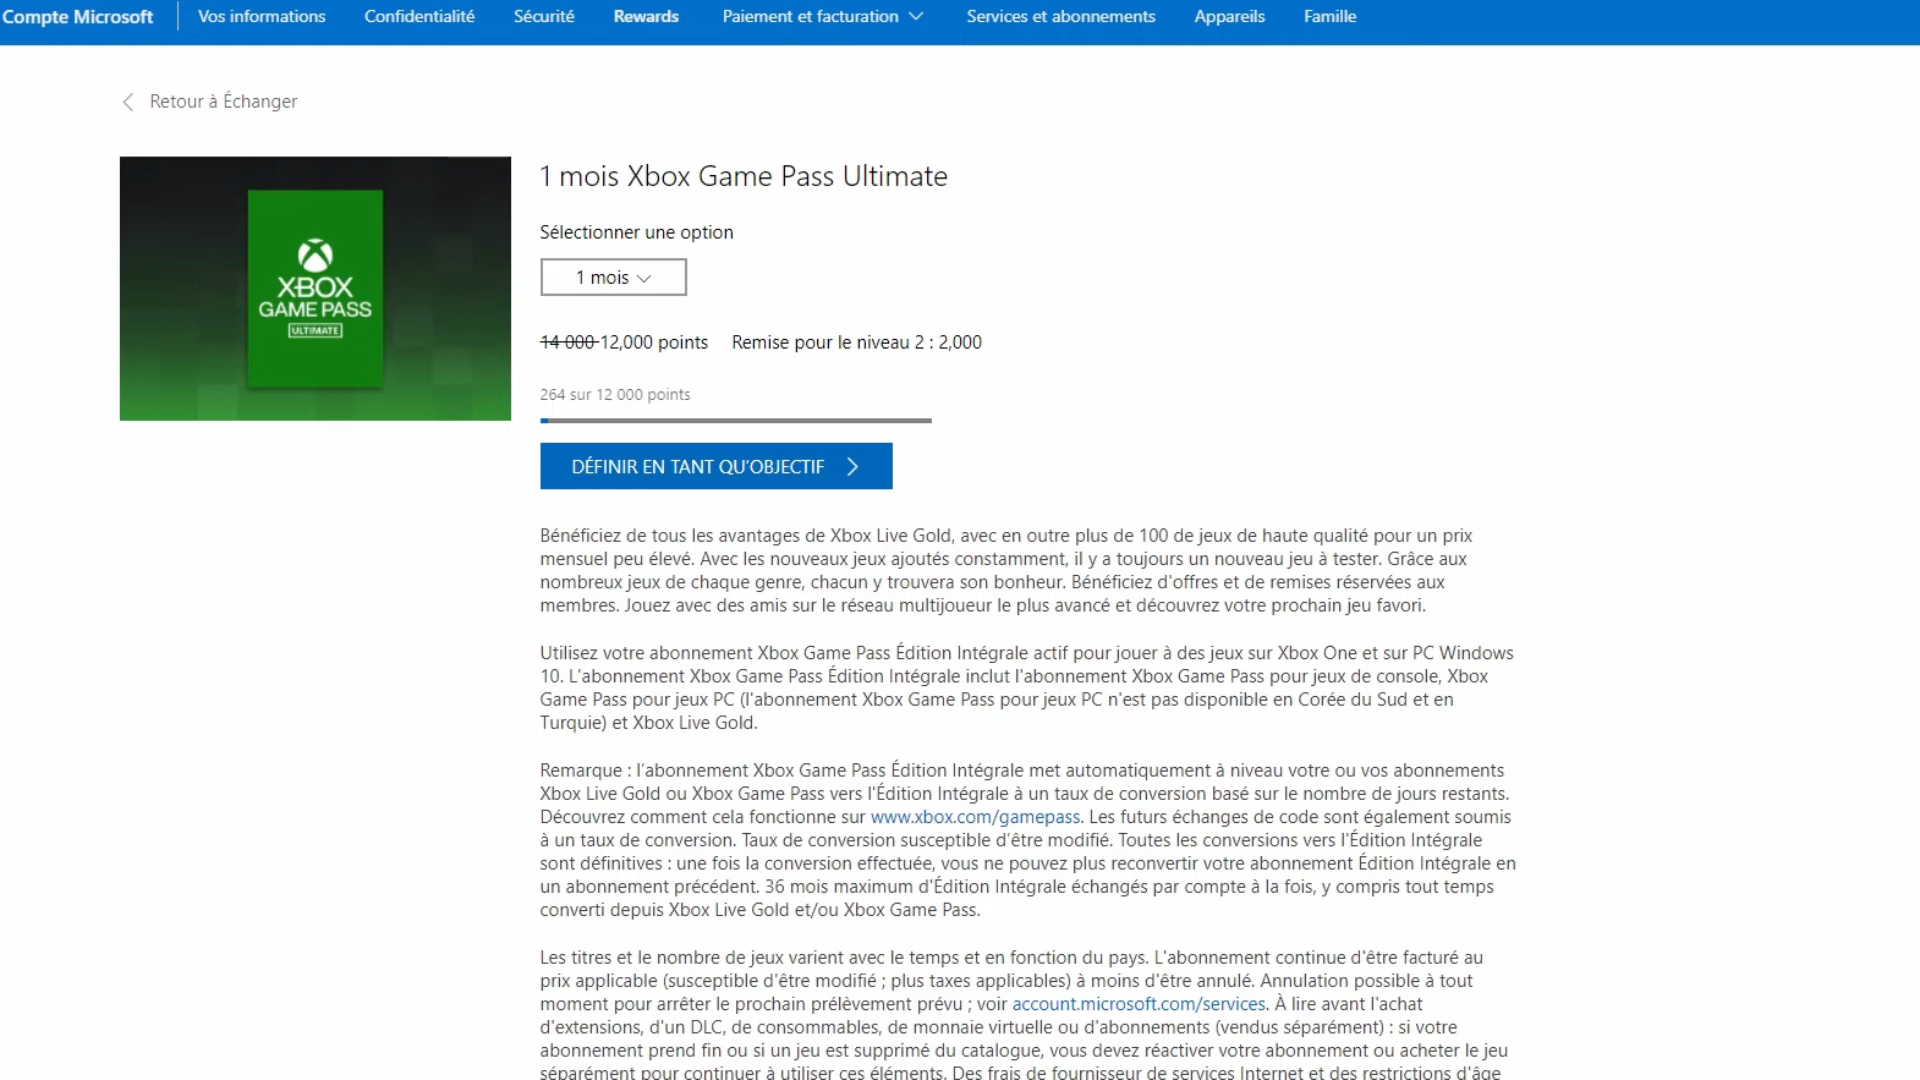 Compte Microsoft Vos informations Confidentialité Sécurité Rewards Paiement et facturation Services et abonnements Appareils Famille
Retour à Échanger
XBOX
GAME PASS
ULTIMATE
1 mois Xbox Game Pass Ultimate
Sélectionner une option
1 mois
14 000 12,000 points Remise pour le niveau 2 : 2,000
264 sur 12 000 points
DÉFINIR EN TANT QU’OBJECTIF
Bénéficiez de tous les avantages de Xbox Live Gold, avec en outre plus de 100 de jeux de haute qualité pour un prix
mensuel peu élevé. Avec les nouveaux jeux ajoutés constamment, il y a toujours un nouveau jeu à tester. Grâce aux
nombreux jeux de chaque genre, chacun y trouvera son bonheur. Bénéficiez d'offres et de remises réservées aux
membres. Jouez avec des amis sur le réseau multijoueur le plus avancé et découvrez votre prochain jeu favori.
Utilisez votre abonnement Xbox Game Pass Édition Intégrale actif pour jouer à des jeux sur Xbox One et sur PC Windows
10. L'abonnement Xbox Game Pass Édition Intégrale inclut l'abonnement Xbox Game Pass pour jeux de console, Xbox
Game Pass pour jeux PC (l'abonnement Xbox Game Pass pour jeux PC n'est pas disponible en Corée du Sud et en
Turquie) et Xbox Live Gold.
Remarque : l’abonnement Xbox Game Pass Édition Intégrale met automatiquement à niveau votre ou vos abonnements
Xbox Live Gold ou Xbox Game Pass vers l'Édition Intégrale à un taux de conversion basé sur le nombre de jours restants.
Découvrez comment cela fonctionne sur www.xbox.com/gamepass. Les futurs échanges de code sont également soumis
à un taux de conversion. Taux de conversion susceptible d’être modifié. Toutes les conversions vers l'Édition Intégrale
sont définitives : une fois la conversion effectuée, vous ne pouvez plus reconvertir votre abonnement Édition Intégrale en
un abonnement précédent. 36 mois maximum d'Édition Intégrale échangés par compte à la fois, y compris tout temps
converti depuis Xbox Live Gold et/ou Xbox Game Pass.
Les titres et le nombre de jeux varient avec le temps et en fonction du pays. L'abonnement continue d'être facturé au
prix applicable (susceptible d'être modifié ; plus taxes applicables) à moins d'être annulé. Annulation possible à tout
moment pour arrêter le prochain prélèvement prévu ; voir account.microsoft.com/services. À lire avant l'achat
d'extensions, d'un DLC, de consommables, de monnaie virtuelle ou d'abonnements (vendus séparément) : si votre
abonnement prend fin ou si un jeu est supprimé du catalogue, vous devez réactiver votre abonnement ou acheter le jeu
séparément pour continuer à utiliser ces éléments. Des frais de fournisseur de services Internet et des restrictions d'âge